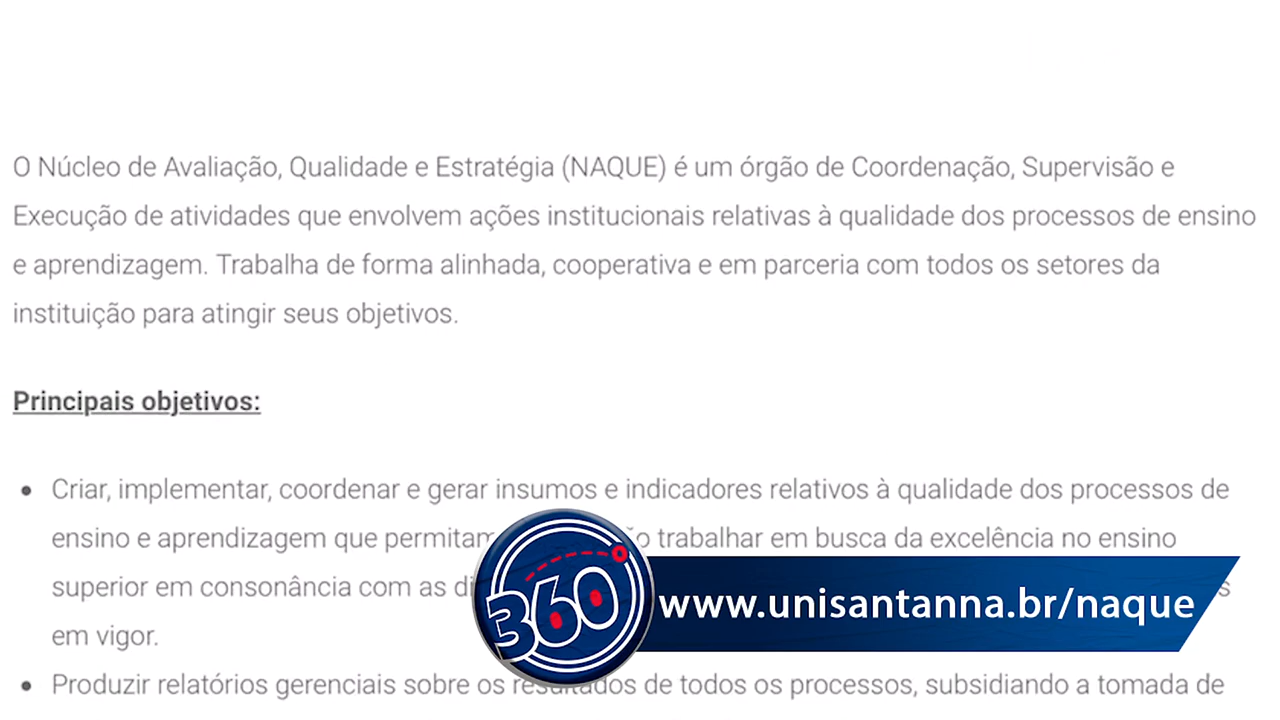 O Núcleo de Avaliação, Qualidade e Estratégia (NAQUE) é um órgão de Coordenação, Supervisão e
Execução de atividades que envolvem ações institucionais relativas à qualidade dos processos de ensino
e aprendizagem. Trabalha de forma alinhada, cooperativa e em parceria com todos os setores da
instituição para atingir seus objetivos.
Principais objetivos:
• Criar, implementar, coordenar e gerar insumos e indicadores relativos à qualidade dos processos de
ensino e aprendizagem que permitam trabalhar em busca da excelência no ensino
superior em consonância com as
em vigor.
• Produzir relatórios gerenciais sobre os resultados de todos os processos, subsidiando a tomada de
360°
www.unisantanna.br/naque